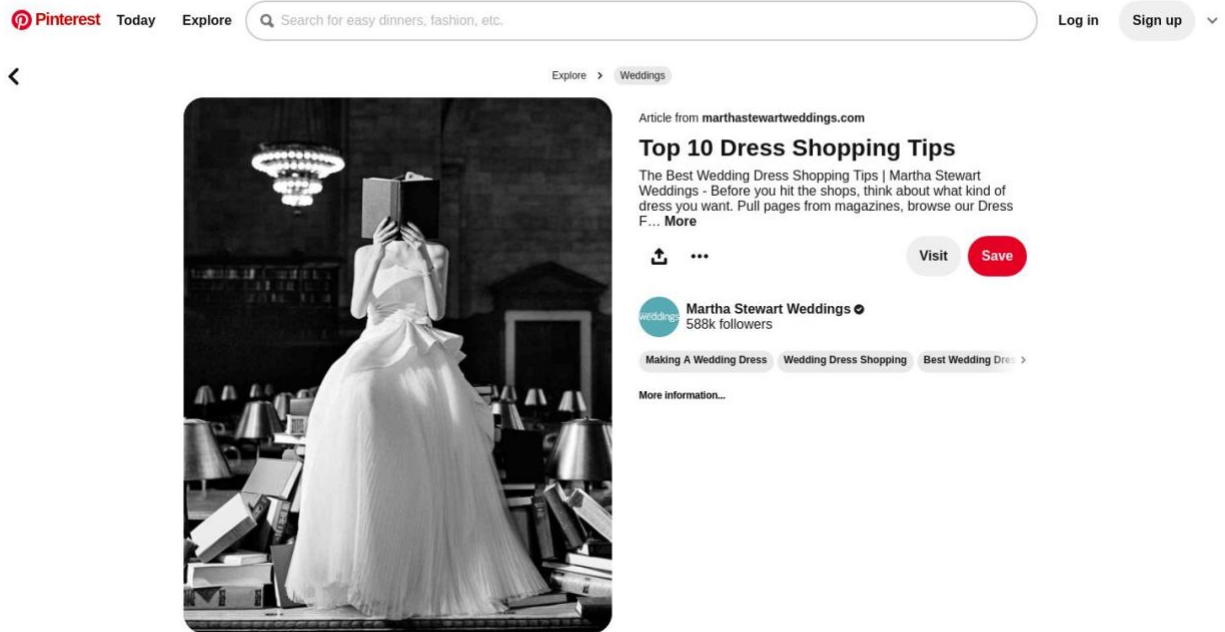 Pinterest Today Explore Search for easy dinners, fashion, etc. Log in Sign up
Explore Weddings
Article from marthastewartweddings.com
Top 10 Dress Shopping Tips
The Best Wedding Dress Shopping Tips | Martha Stewart
Weddings - Before you hit the shops, think about what kind of
dress you want. Pull pages from magazines, browse our Dress
F... More
Visit Save
weddings
Martha Stewart Weddings
588k followers
Making A Wedding Dress Wedding Dress Shopping Best Wedding Dres
More information...